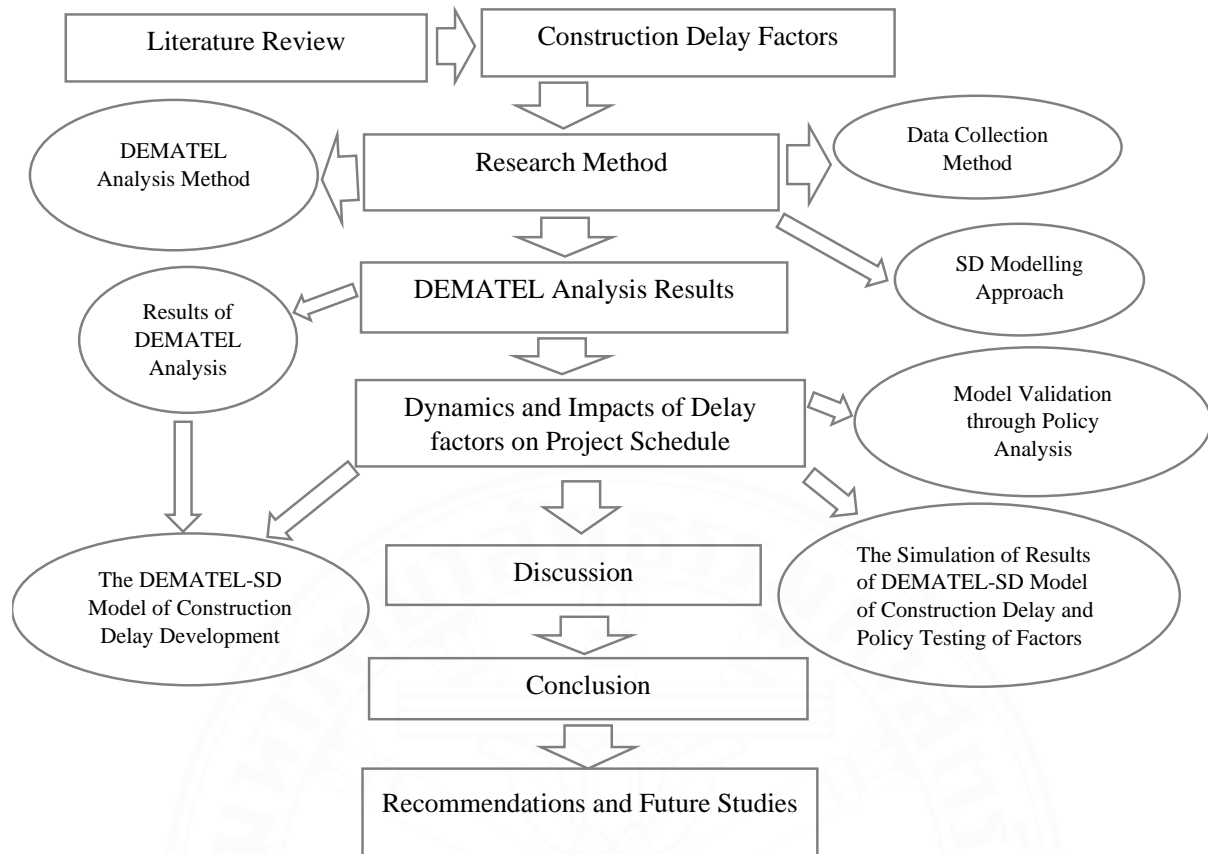 Literature Review
Construction Delay Factors
DEMATEL
Analysis Method
Research Method
Data Collection
Method
SD Modelling
Approach
DEMATEL Analysis Results
Results of
DEMATEL
Analysis
Dynamics and Impacts of Delay
factors on Project Schedule
Model Validation
through Policy
Analysis
The DEMATEL-SD
Model of Construction
Delay Development
Discussion
The Simulation of Results
of DEMATEL-SD Model
of Construction Delay and
Policy Testing of Factors
Conclusion
Recommendations and Future Studies